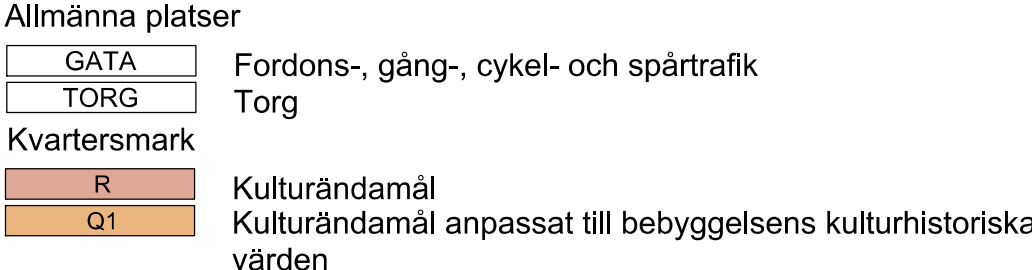 Allmänna platser
GATA Fordons-, gång-, cykel- och spårtrafik
TORG Torg
Kvartersmark
R Kulturändamål
Q1 Kulturändamål anpassat till bebyggelsens kulturhistoriska
värden